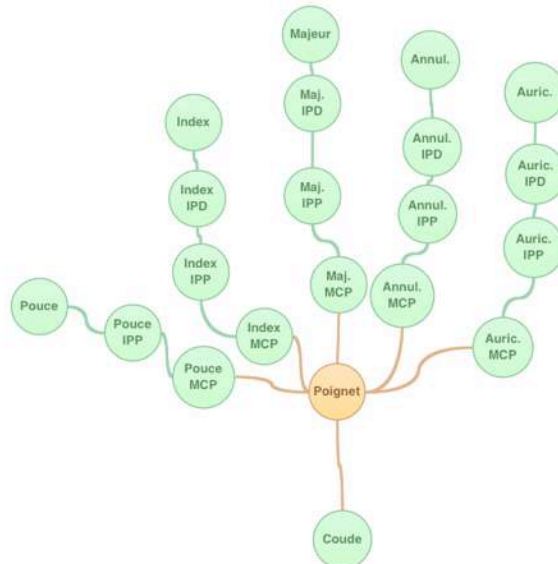 Majeur
Annul.
Auric.
Maj.
IPD
Index
Annul.
IPD
Auric.
IPD
Index
IPD
Maj.
IPP
Annul.
IPP
Auric.
IPP
Index
IPP
Maj.
MCP
Annul.
MCP
Pouce
Pouce
IPP
Index
MCP
Auric.
MCP
Pouce
MCP
Poignet
Coude